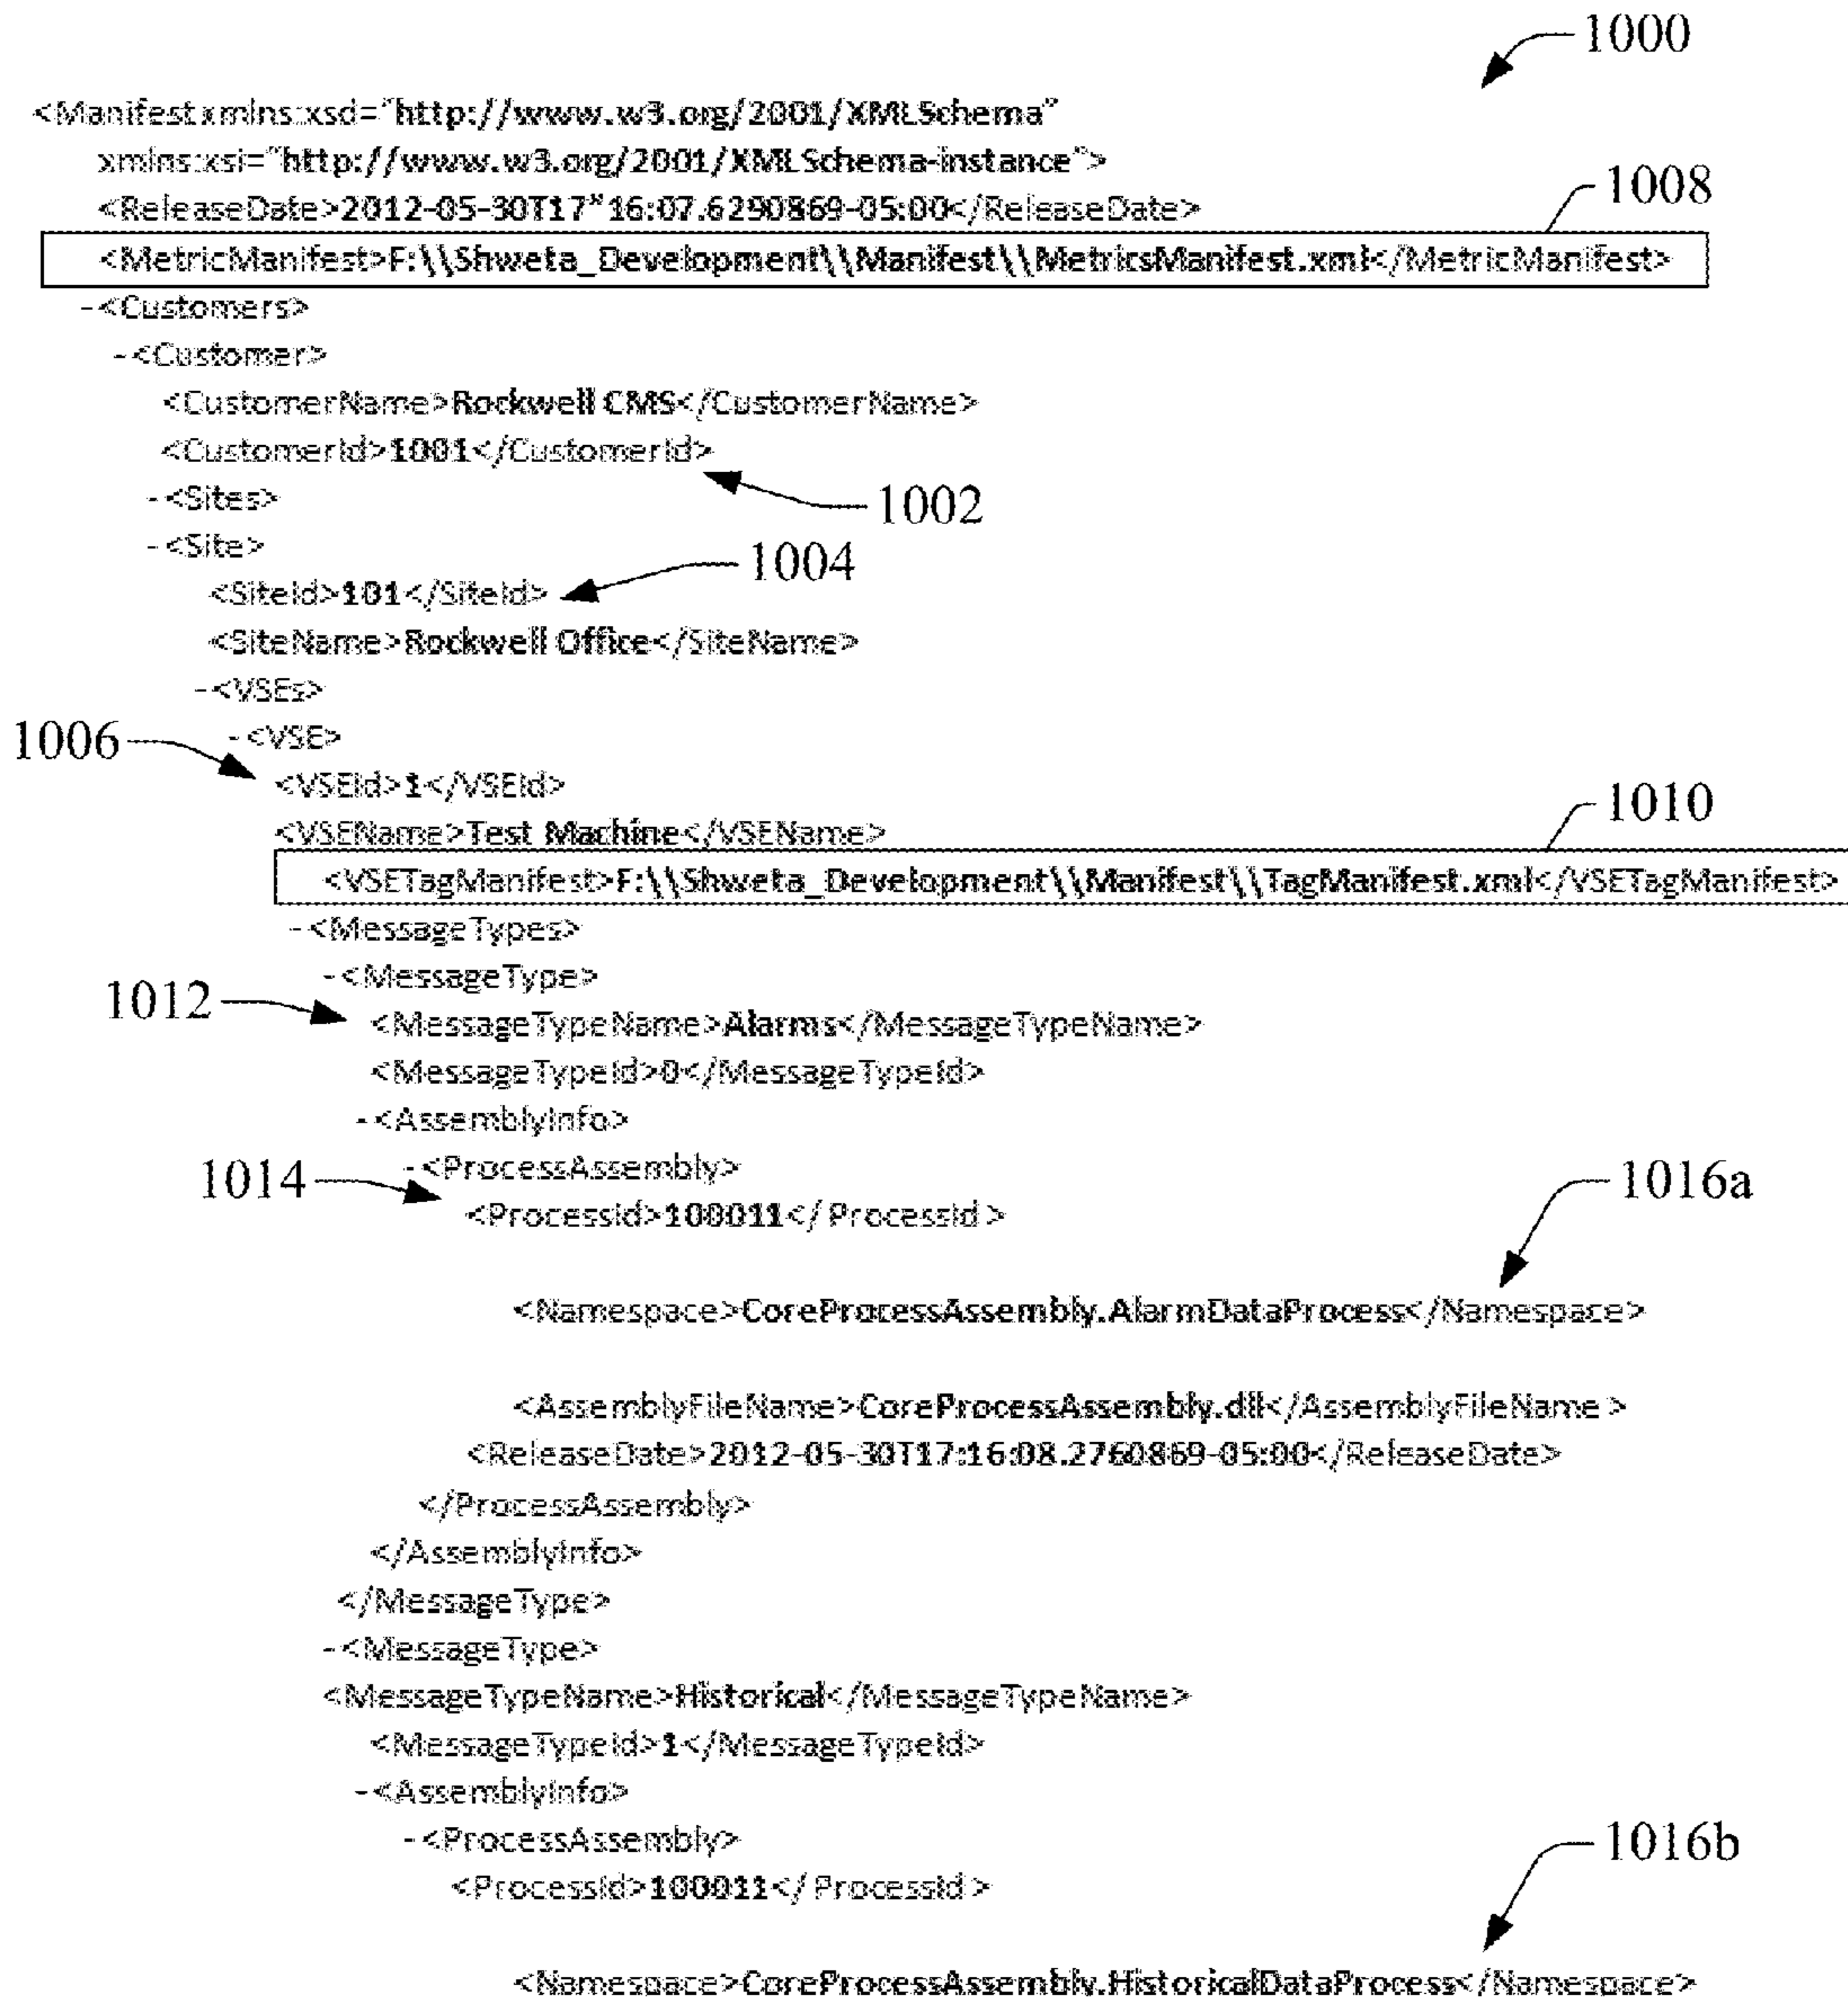 1000
<Manifest xmlns:xsd="http://www.w3.org/2001/XMLSchema"
xmlns:xsi="http://www.w3.org/2001/XMLSchema-instance">
1008
<ReleaseDate>2012-05-30T17"16:07.6290869-05:00</ReleaseDate>
<MetricManifest>F:\\Shweta_Development\\Manifest\\MetricsManifest.xml</MetricManifest>
-<Customers>
-<Customer>
<CustomerName>Rockwell CMS</CustomerName>
<CustomerId>1001</CustomerId>
-<Sites>
1002
-<Site>
1004
<SiteId>101</SiteId>
<SiteName>Rockwell Office</SiteName>
-<VSEs>
1006
-<VSE>
<VSEId>1</VSEId>
1010
<VSEName>Test Machine</VSEName>
<VSETagManifest>F:\\Shweta_Development\\Manifest\\TagManifest.xml</VSETagManifest>
-<MessageTypes>
-<MessageType>
1012
<MessageTypeName>Alarms</MessageTypeName>
<MessageTypeId>0</MessageTypeId>
-<AssemblyInfo>
-<ProcessAssembly>
1014
1016a
<ProcessId>100011</ ProcessId >
<Namespace>CoreProcessAssembly.AlarmDataProcess</Namespace>
<AssemblyFileName>CoreProcessAssembly.dll</AssemblyFileName >
<ReleaseDate>2012-05-30T17:16:08.2760869-05:00</ReleaseDate>
</ProcessAssembly>
</AssemblyInfo>
</MessageType>
-<MessageType>
<MessageTypeName>Historical</MessageTypeName>
<MessageTypeId>1</MessageTypeId>
-<AssemblyInfo>
-<ProcessAssembly>
1016b
<ProcessId>100011</ ProcessId >
<Namespace>CoreProcessAssembly.HistoricalDataProcess</Namespace>